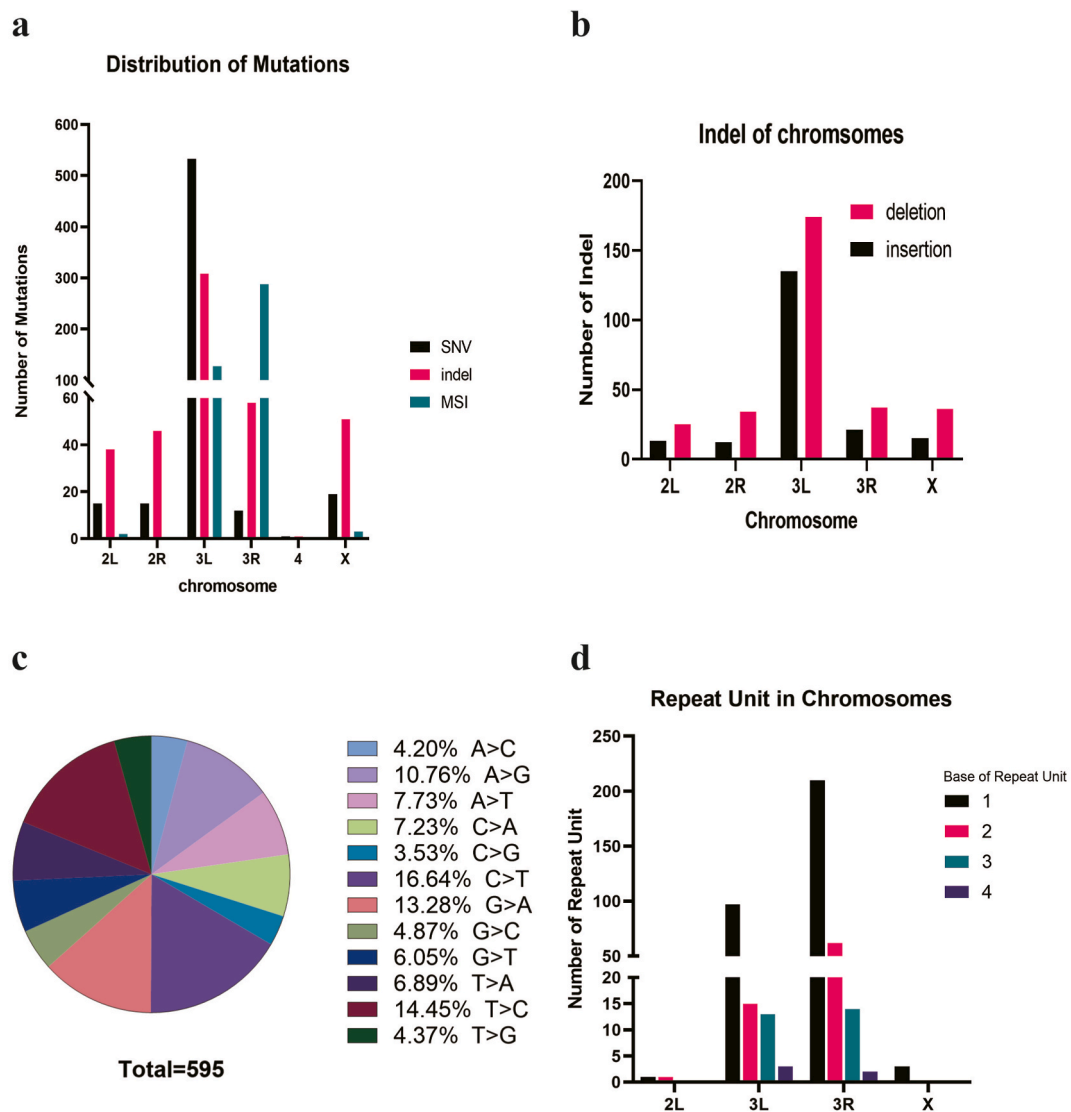 a
Distribution of Mutations
600
500
400
300
200
100
60
40
20
0
Number of Mutations
2L 2R 3L 3R 4 X
chromosome
SNV
indel
MSI
b
Indel of chromsomes
200
150
100
50
0
Number of Indel
2L 2R 3L 3R X
Chromosome
deletion
insertion
c
4.20% A>C
10.76% A>G
7.73% A>T
7.23% C>A
3.53% C>G
16.64% C>T
13.28% G>A
4.87% G>C
6.05% G>T
6.89% T>A
14.45% T>C
4.37% T>G
Total=595
d
Repeat Unit in Chromosomes
250
200
150
100
50
20
15
10
5
0
Number of Repeat Unit
2L 3L 3R X
Base of Repeat Unit
1
2
3
4